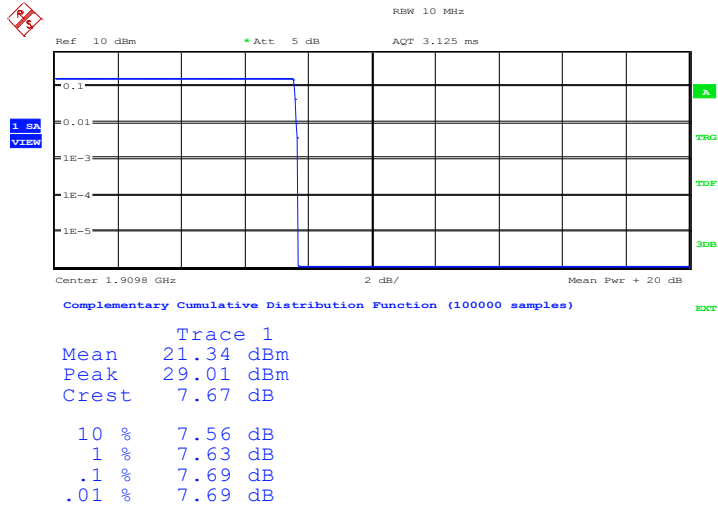 R S
RBW 10 MHz
Ref 10 dBm * Att 5 dB AQT 3.125 ms
0.1
A
0.01
1 SA
VIEW
TRG
1E-3
TDF
1E-4
1E-5
3DB
Center 1.9098 GHz 2 dB/ Mean Pwr + 20 dB
Complementary Cumulative Distribution Function (100000 samples)
EXT
Trace 1
Mean 21.34 dBm
Peak 29.01 dBm
Crest 7.67 dB
10 % 7.56 dB
1 % 7.63 dB
.1 % 7.69 dB
.01 % 7.69 dB